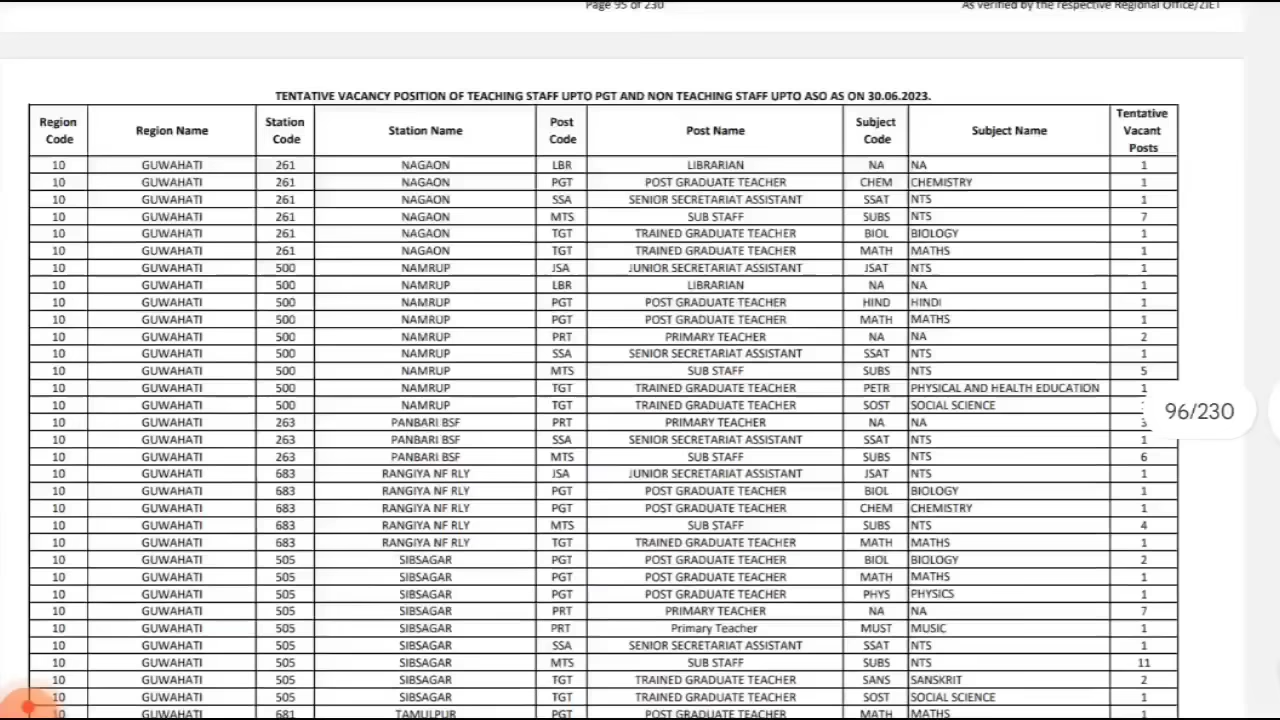 Page 95 of 230 As verified by the respective Regional Office/ZIET
TENTATIVE VACANCY POSITION OF TEACHING STAFF UPTO PGT AND NON TEACHING STAFF UPTO ASO AS ON 30.06.2023.
Region Code Region Name Station Code Station Name Post Code Post Name Subject Code Subject Name Tentative Vacant Posts
10 GUWAHATI 261 NAGAON LBR LIBRARIAN NA NA 1
10 GUWAHATI 261 NAGAON PGT POST GRADUATE TEACHER CHEM CHEMISTRY 1
10 GUWAHATI 261 NAGAON SSA SENIOR SECRETARIAT ASSISTANT SSAT NTS 1
10 GUWAHATI 261 NAGAON MTS SUB STAFF SUBS NTS 7
10 GUWAHATI 261 NAGAON TGT TRAINED GRADUATE TEACHER BIOL BIOLOGY 1
10 GUWAHATI 261 NAGAON TGT TRAINED GRADUATE TEACHER MATH MATHS 1
10 GUWAHATI 500 NAMRUP JSA JUNIOR SECRETARIAT ASSISTANT JSAT NTS 1
10 GUWAHATI 500 NAMRUP LBR LIBRARIAN NA NA 1
10 GUWAHATI 500 NAMRUP PGT POST GRADUATE TEACHER HIND HINDI 1
10 GUWAHATI 500 NAMRUP PGT POST GRADUATE TEACHER MATH MATHS 1
10 GUWAHATI 500 NAMRUP PRT PRIMARY TEACHER NA NA 2
10 GUWAHATI 500 NAMRUP SSA SENIOR SECRETARIAT ASSISTANT SSAT NTS 1
10 GUWAHATI 500 NAMRUP MTS SUB STAFF SUBS NTS 5
10 GUWAHATI 500 NAMRUP TGT TRAINED GRADUATE TEACHER PETR PHYSICAL AND HEALTH EDUCATION 1
10 GUWAHATI 500 NAMRUP TGT TRAINED GRADUATE TEACHER SOST SOCIAL SCIENCE
96/230
10 GUWAHATI 263 PANBARI BSF PRT PRIMARY TEACHER NA NA
10 GUWAHATI 263 PANBARI BSF SSA SENIOR SECRETARIAT ASSISTANT SSAT NTS 1
10 GUWAHATI 263 PANBARI BSF MTS SUB STAFF SUBS NTS 6
10 GUWAHATI 683 RANGIYA NF RLY JSA JUNIOR SECRETARIAT ASSISTANT JSAT NTS 1
10 GUWAHATI 683 RANGIYA NF RLY PGT POST GRADUATE TEACHER BIOL BIOLOGY 1
10 GUWAHATI 683 RANGIYA NF RLY PGT POST GRADUATE TEACHER CHEM CHEMISTRY 1
10 GUWAHATI 683 RANGIYA NF RLY MTS SUB STAFF SUBS NTS 4
10 GUWAHATI 683 RANGIYA NF RLY TGT TRAINED GRADUATE TEACHER MATH MATHS 1
10 GUWAHATI 505 SIBSAGAR PGT POST GRADUATE TEACHER BIOL BIOLOGY 2
10 GUWAHATI 505 SIBSAGAR PGT POST GRADUATE TEACHER MATH MATHS 1
10 GUWAHATI 505 SIBSAGAR PGT POST GRADUATE TEACHER PHYS PHYSICS 1
10 GUWAHATI 505 SIBSAGAR PRT PRIMARY TEACHER NA NA 7
10 GUWAHATI 505 SIBSAGAR PRT Primary Teacher MUST MUSIC 1
10 GUWAHATI 505 SIBSAGAR SSA SENIOR SECRETARIAT ASSISTANT SSAT NTS 1
10 GUWAHATI 505 SIBSAGAR MTS SUB STAFF SUBS NTS 11
10 GUWAHATI 505 SIBSAGAR TGT TRAINED GRADUATE TEACHER SANS SANSKRIT 2
10 GUWAHATI 505 SIBSAGAR TGT TRAINED GRADUATE TEACHER SOST SOCIAL SCIENCE 1
10 GUWAHATI 681 TAMULPUR PGT POST GRADUATE TEACHER MATH MATHS 1